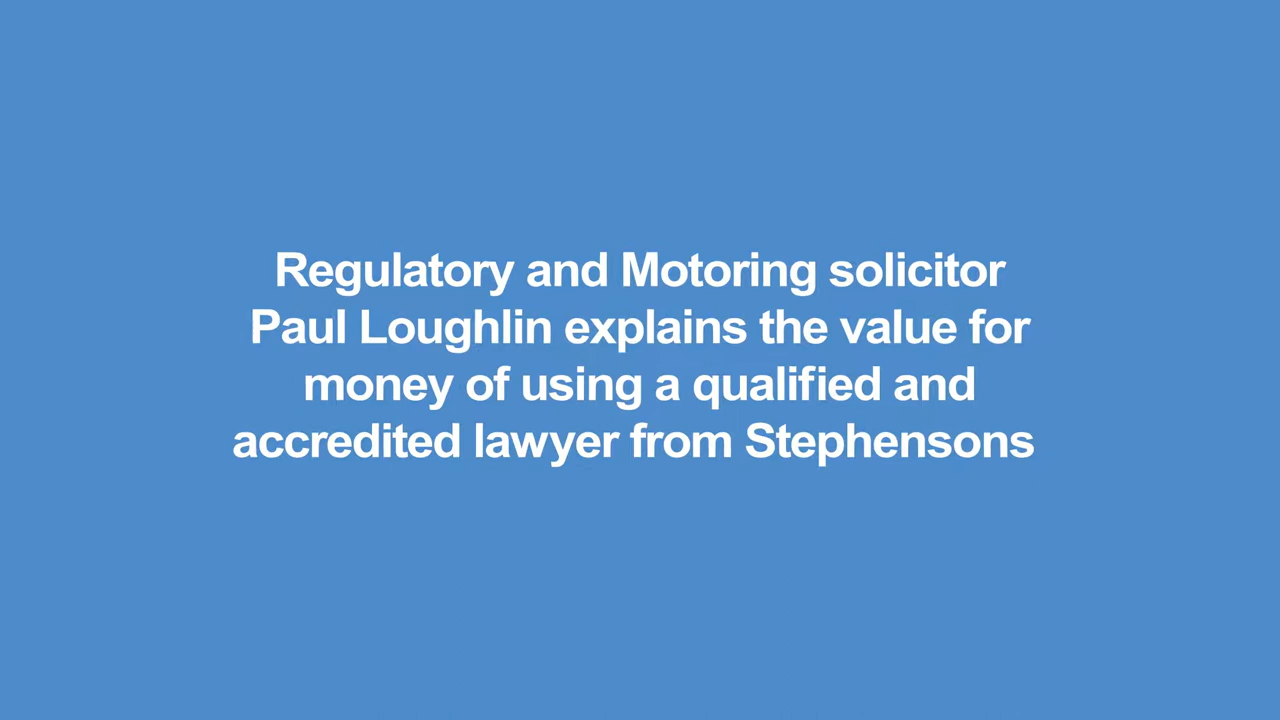 Regulatory and Motoring solicitor
Paul Loughlin explains the value for
money of using a qualified and
accredited lawyer from Stephensons